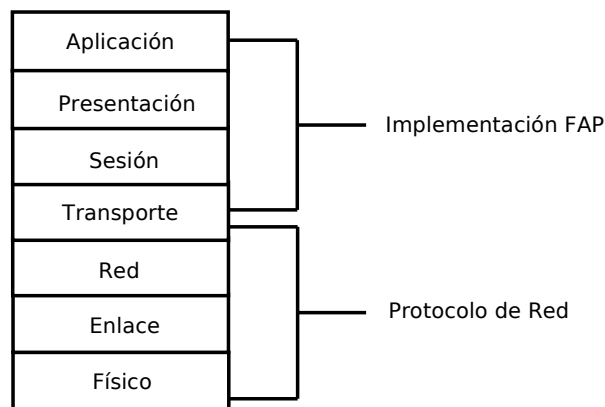 Aplicación
Presentación
Implementación FAP
Sesión
Transporte
Red
Protocolo de Red
Enlace
Físico